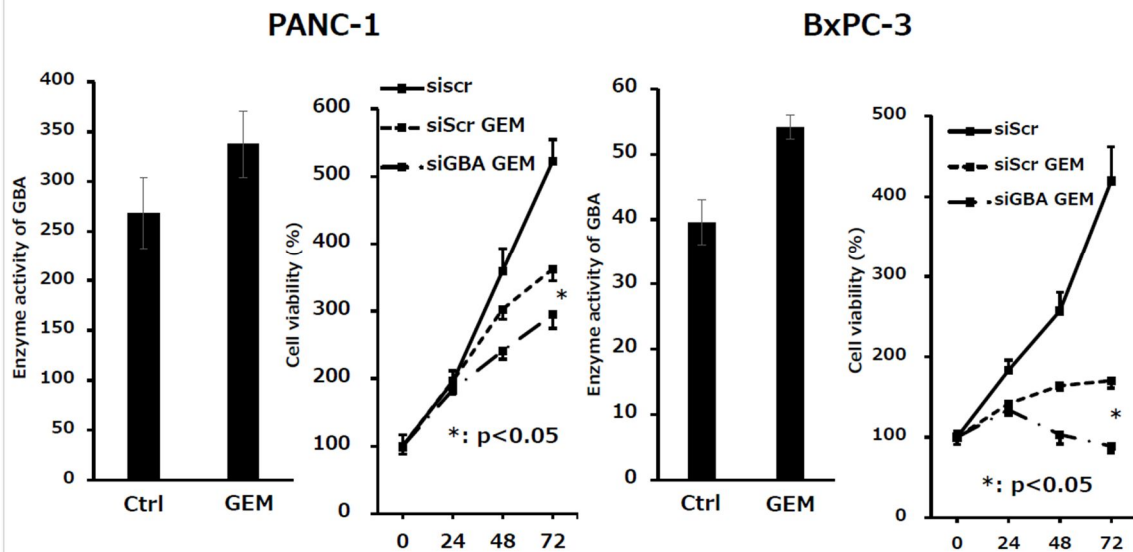 PANC-1
BxPC-3
Enzyme activity of GBA
400
350
300
250
200
150
100
50
0
Ctrl
GEM
Cell viability (%)
600
500
400
300
200
100
0
0
24
48
72
siscr
siScr GEM
siGBA GEM
*
*: p<0.05
Enzyme activity of GBA
60
50
40
30
20
10
0
Ctrl
GEM
Cell viability (%)
500
400
300
200
100
0
0
24
48
72
siScr
siScr GEM
siGBA GEM
*
*: p<0.05